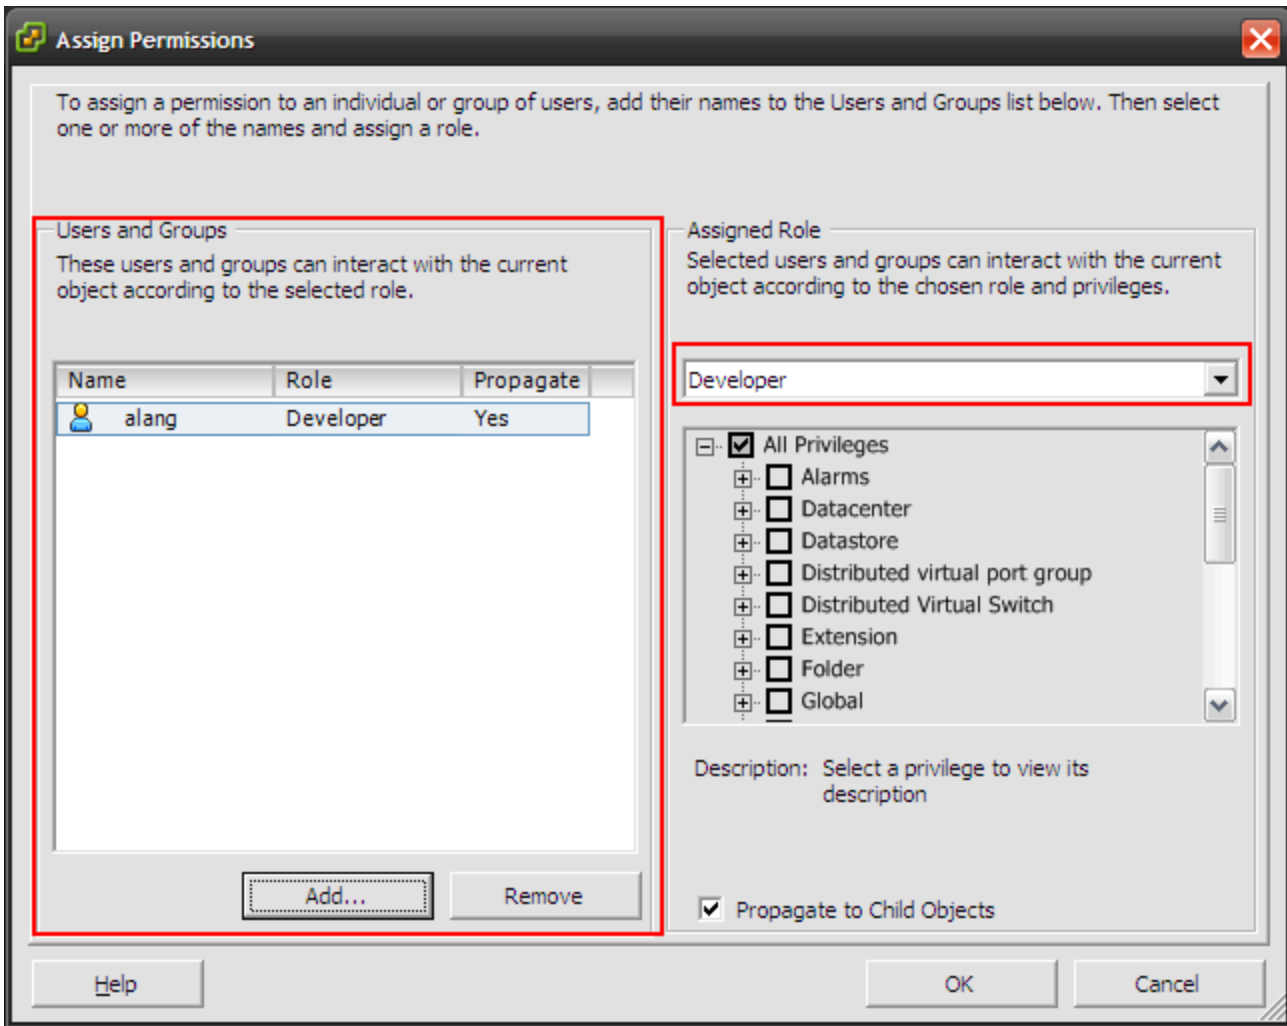 Assign Permissions
To assign a permission to an individual or group of users, add their names to the Users and Groups list below. Then select
one or more of the names and assign a role.
Users and Groups
These users and groups can interact with the current
object according to the selected role.
Name Role Propagate
alang Developer Yes
Add...
Remove
Assigned Role
Selected users and groups can interact with the current
object according to the chosen role and privileges.
Developer
All Privileges
Alarms
Datacenter
Datastore
Distributed virtual port group
Distributed Virtual Switch
Extension
Folder
Global
Description: Select a privilege to view its
description
Propagate to Child Objects
Help
OK
Cancel